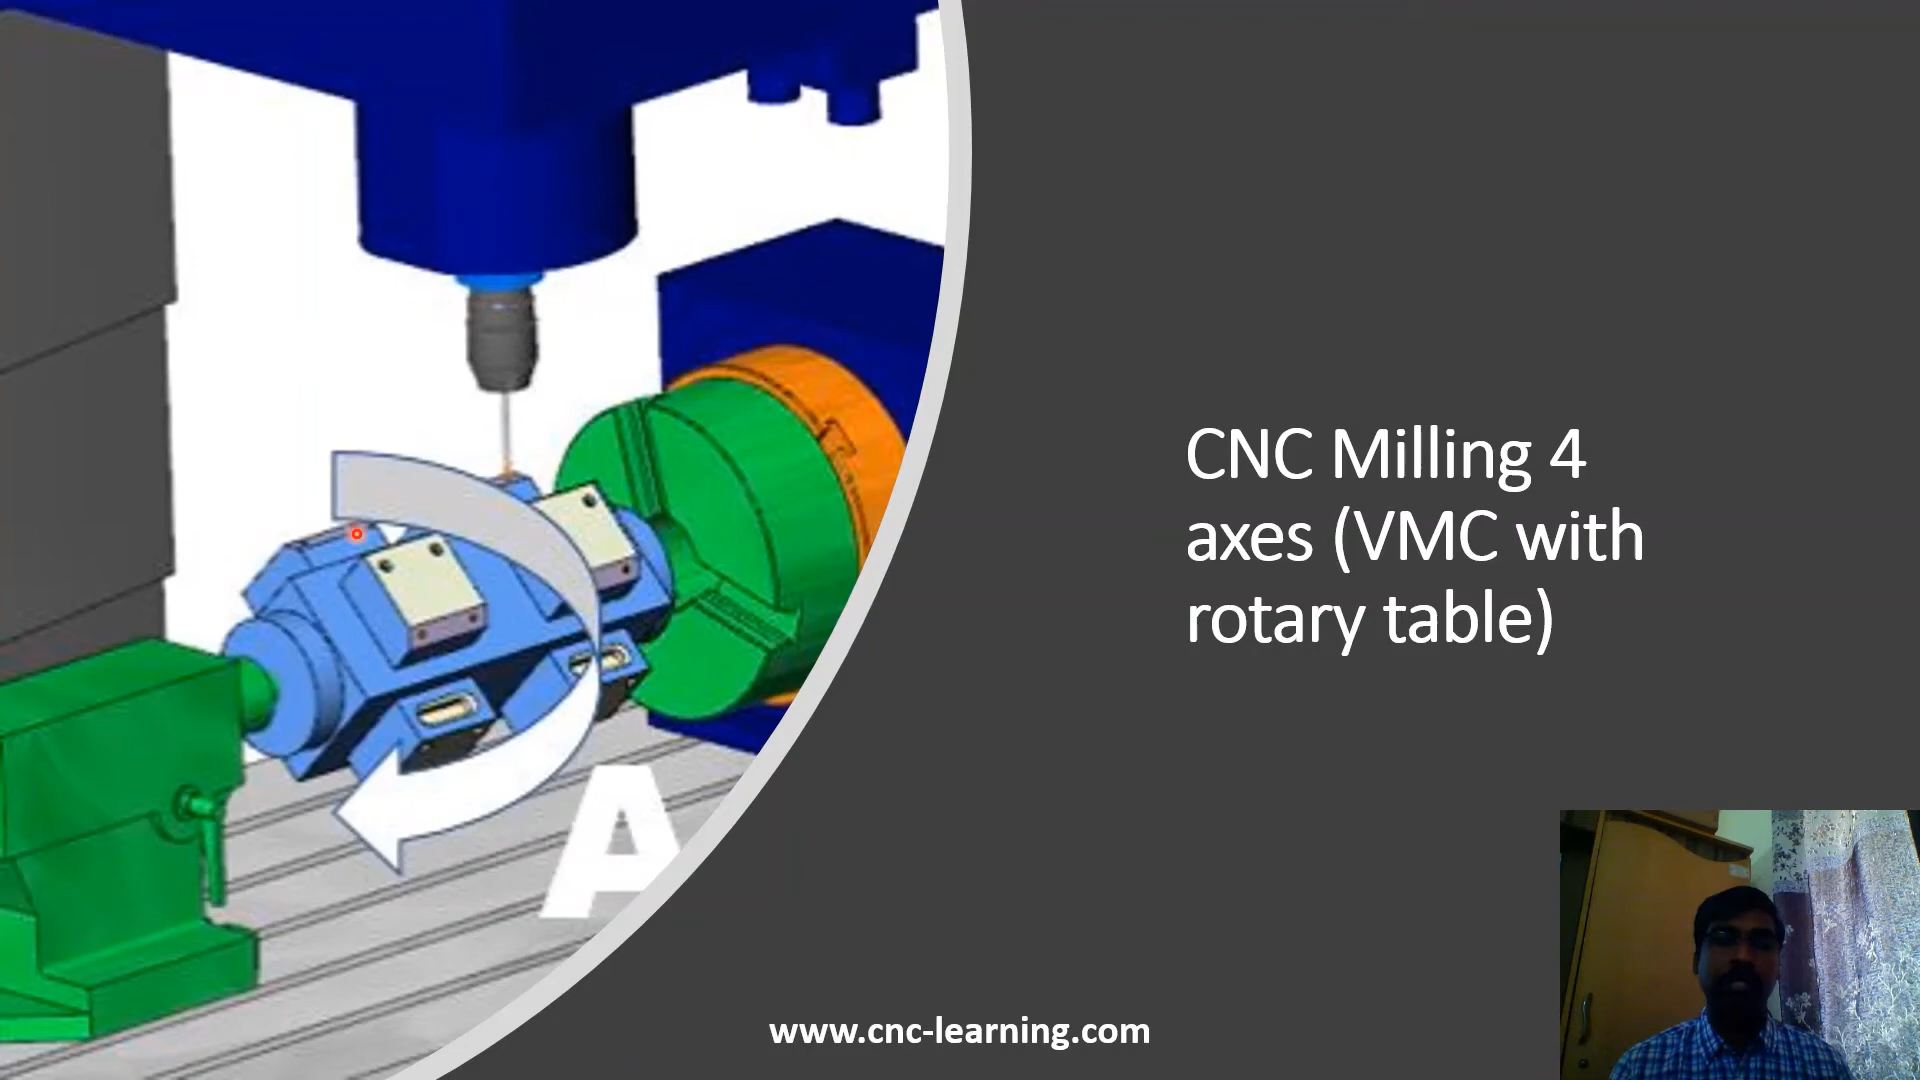 CNC Milling 4
axes (VMC with
rotary table)
A
www.cnc-learning.com